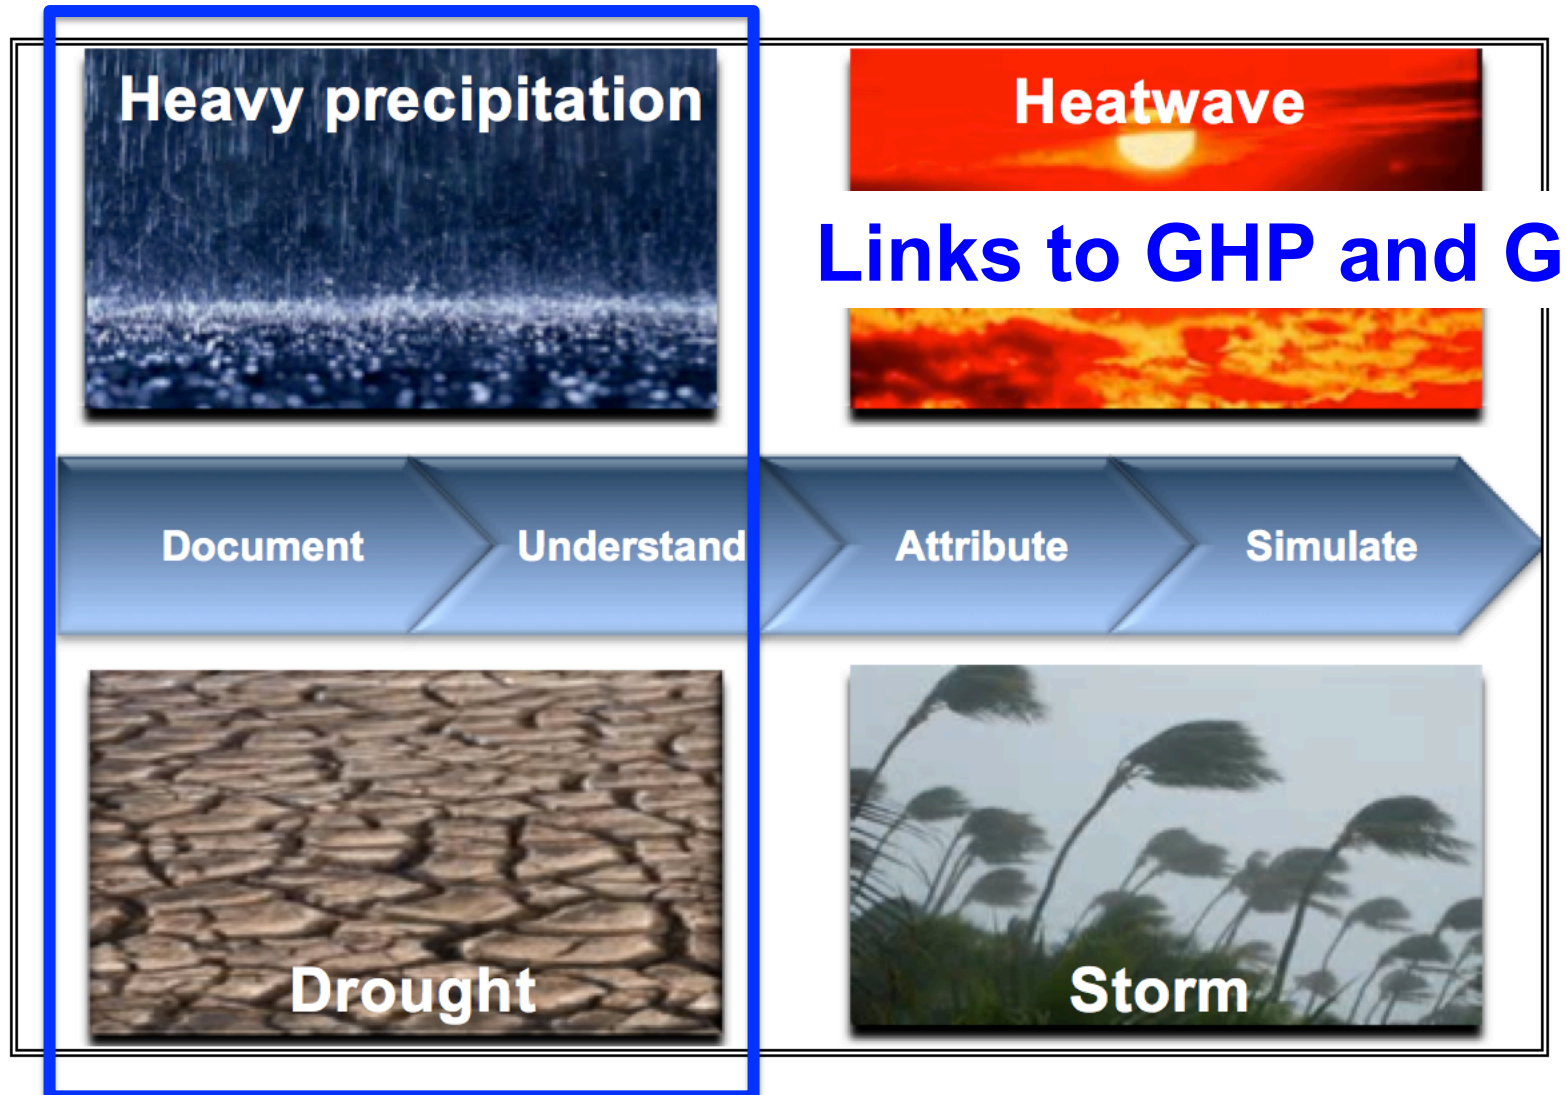 Heavy precipitation
Heatwave
Links to GHP and G
Document
Understand
Attribute
Simulate
Drought
Storm